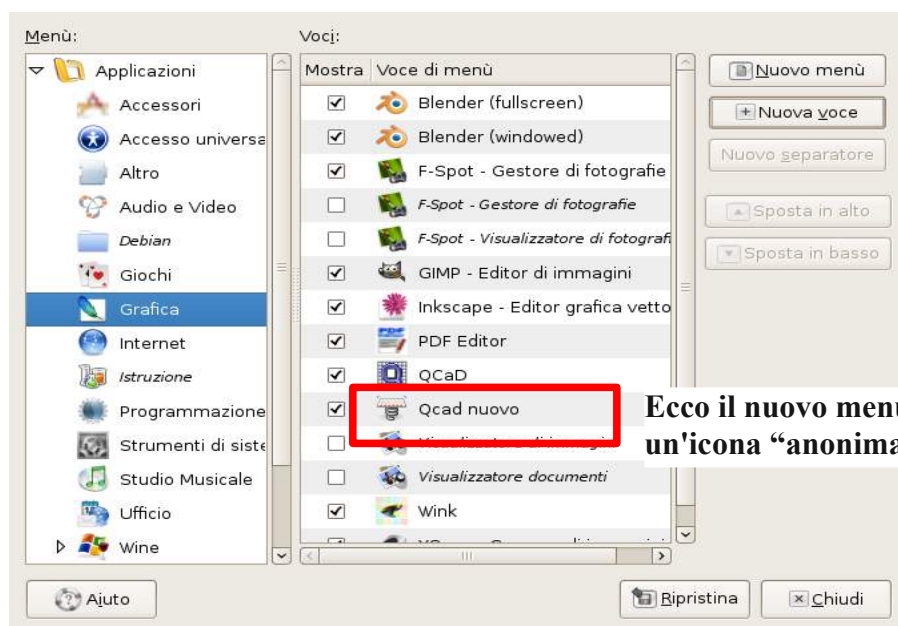 Menù:
Voci:
Applicazioni
Accessori
Accesso universa
Altro
Audio e Video
Debian
Giochi
Grafica
Internet
Istruzione
Programmazione
Strumenti di siste
Studio Musicale
Ufficio
Wine
Mostra Voce di menù
Blender (fullscreen)
Blender (windowed)
F-Spot - Gestore di fotografie
F-Spot - Gestore di fotografie
F-Spot - Visualizzatore di fotografi
GIMP - Editor di immagini
Inkscape - Editor grafica vetto
PDF Editor
QCaD
Qcad nuovo
Visualizzatore documenti
Wink
Nuovo menù
Nuova voce
Nuovo separatore
Sposta in alto
Sposta in basso
Ecco il nuovo menù
un'icona “anonima
Aiuto
Ripristina
Chiudi